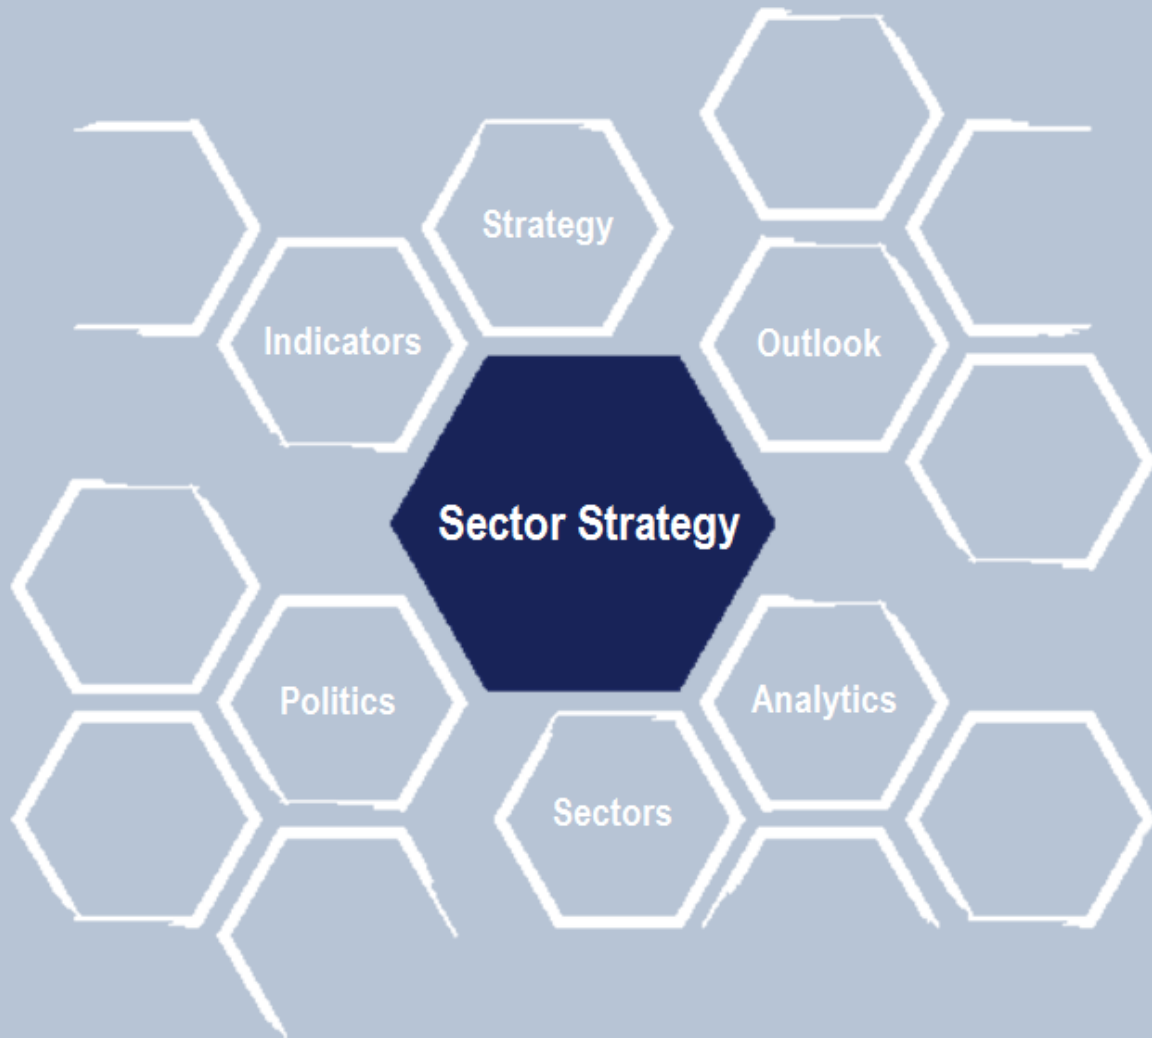 Strategy
Indicators
Outlook
Sector Strategy
Politics
Analytics
Sectors